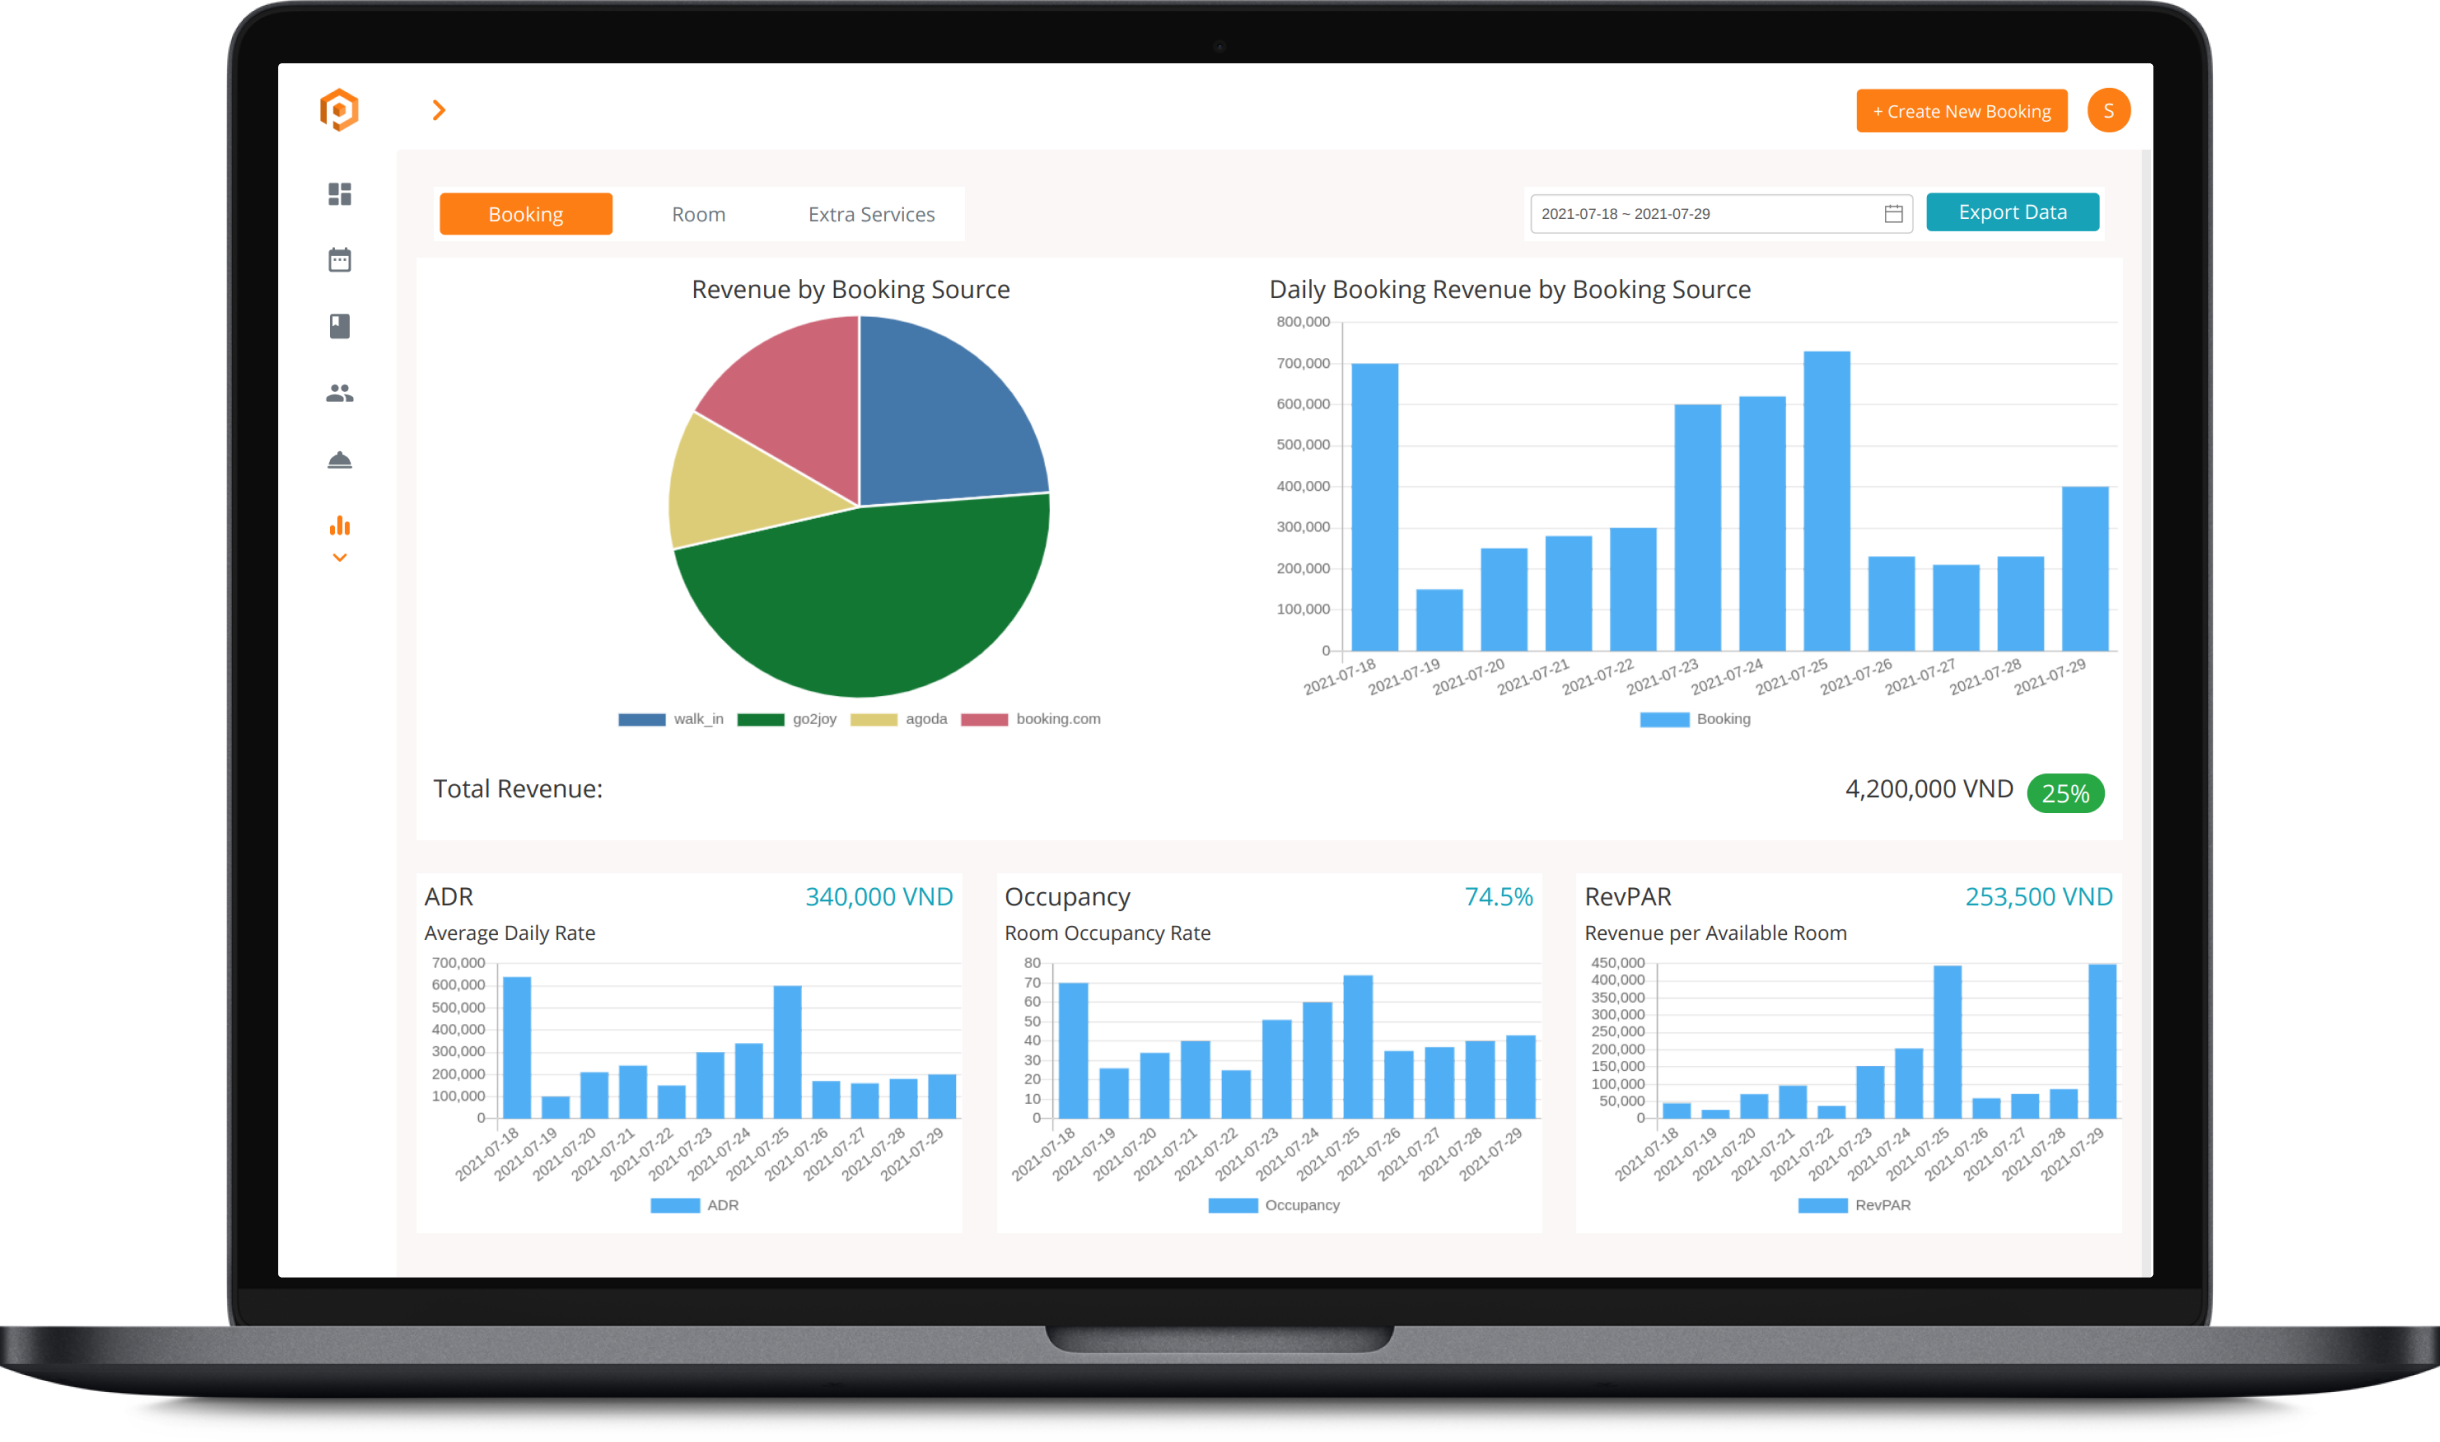 + Create New Booking
S
Booking Room Extra Services
2021-07-18 ~ 2021-07-29
Export Data
Revenue by Booking Source
walk_in go2joy agoda booking.com
Daily Booking Revenue by Booking Source
800,000
700,000
600,000
500,000
400,000
300,000
200,000
100,000
0
2021-07-18 2021-07-19 2021-07-20 2021-07-21 2021-07-22 2021-07-23 2021-07-24 2021-07-25 2021-07-26 2021-07-27 2021-07-28 2021-07-29
Booking
Total Revenue: 4,200,000 VND 25%
ADR 340,000 VND
Average Daily Rate
700,000
600,000
500,000
400,000
300,000
200,000
100,000
0
2021-07-18 2021-07-19 2021-07-20 2021-07-21 2021-07-22 2021-07-23 2021-07-24 2021-07-25 2021-07-26 2021-07-27 2021-07-28 2021-07-29
ADR
Occupancy 74.5%
Room Occupancy Rate
80
70
60
50
40
30
20
10
0
2021-07-18 2021-07-19 2021-07-20 2021-07-21 2021-07-22 2021-07-23 2021-07-24 2021-07-25 2021-07-26 2021-07-27 2021-07-28 2021-07-29
Occupancy
RevPAR 253,500 VND
Revenue per Available Room
450,000
400,000
350,000
300,000
250,000
200,000
150,000
100,000
50,000
0
2021-07-18 2021-07-19 2021-07-20 2021-07-21 2021-07-22 2021-07-23 2021-07-24 2021-07-25 2021-07-26 2021-07-27 2021-07-28 2021-07-29
RevPAR